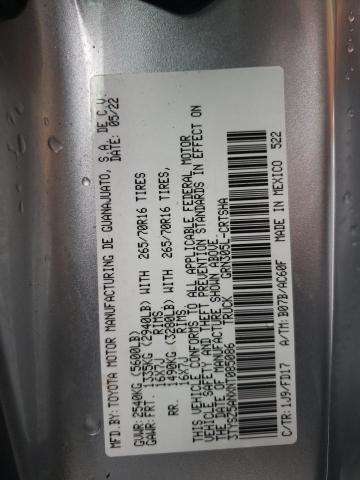 MFD.BY:TOYOTA MOTOR MANUFACTURING DE GUANAJUATO, S.A. DE C.V.
DATE: 05/22
GVWR:2540KG (5600LB)
GAWR:FRT. 1335KG (2940LB) WITH 265/70R16 TIRES
16X7J RIMS
RR. 1490KG (3280LB) WITH 265/70R16 TIRES,
16X7J RIMS
THIS VEHICLE CONFORMS TO ALL APPLICABLE FEDERAL MOTOR
VEHICLE SAFETY AND THEFT PREVENTION STANDARDS IN EFFECT ON
THE DATE OF MANUFACTURE SHOWN ABOVE.
3TYSZ5ANXNT085086 TRUCK GRN305L-CRTSHA
C/TR:1J9/FD17 A/TM:B07B/AC60F MADE IN MEXICO 522